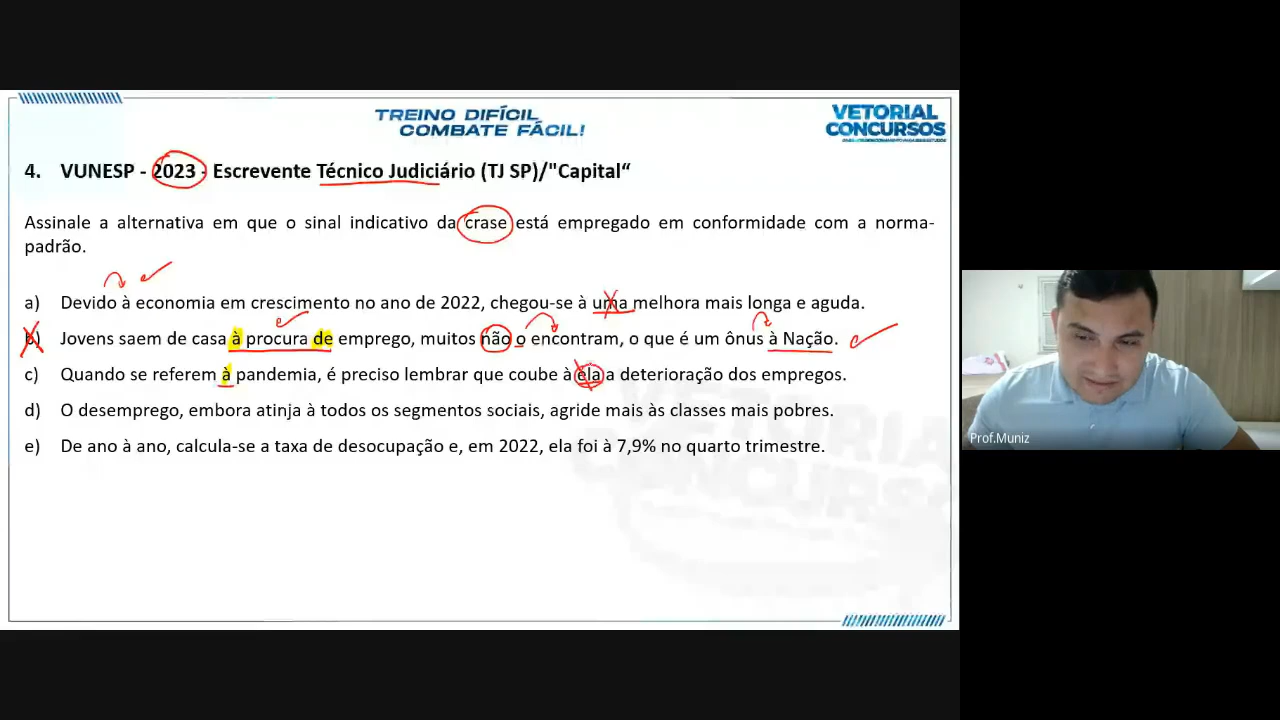 TREINO DIFÍCIL
COMBATE FÁCIL!
VETORIAL
CONCURSOS
4. VUNESP - 2023 - Escrevente Técnico Judiciário (TJ SP)/"Capital“
Assinale a alternativa em que o sinal indicativo da crase está empregado em conformidade com a norma-
padrão.
a) Devido à economia em crescimento no ano de 2022, chegou-se à uma melhora mais longa e aguda.
b) Jovens saem de casa à procura de emprego, muitos não o encontram, o que é um ônus à Nação.
c) Quando se referem à pandemia, é preciso lembrar que coube à ela a deterioração dos empregos.
d) O desemprego, embora atinja à todos os segmentos sociais, agride mais às classes mais pobres.
e) De ano à ano, calcula-se a taxa de desocupação e, em 2022, ela foi à 7,9% no quarto trimestre.
VETORIAL
CONCURSOS
Prof.Muniz